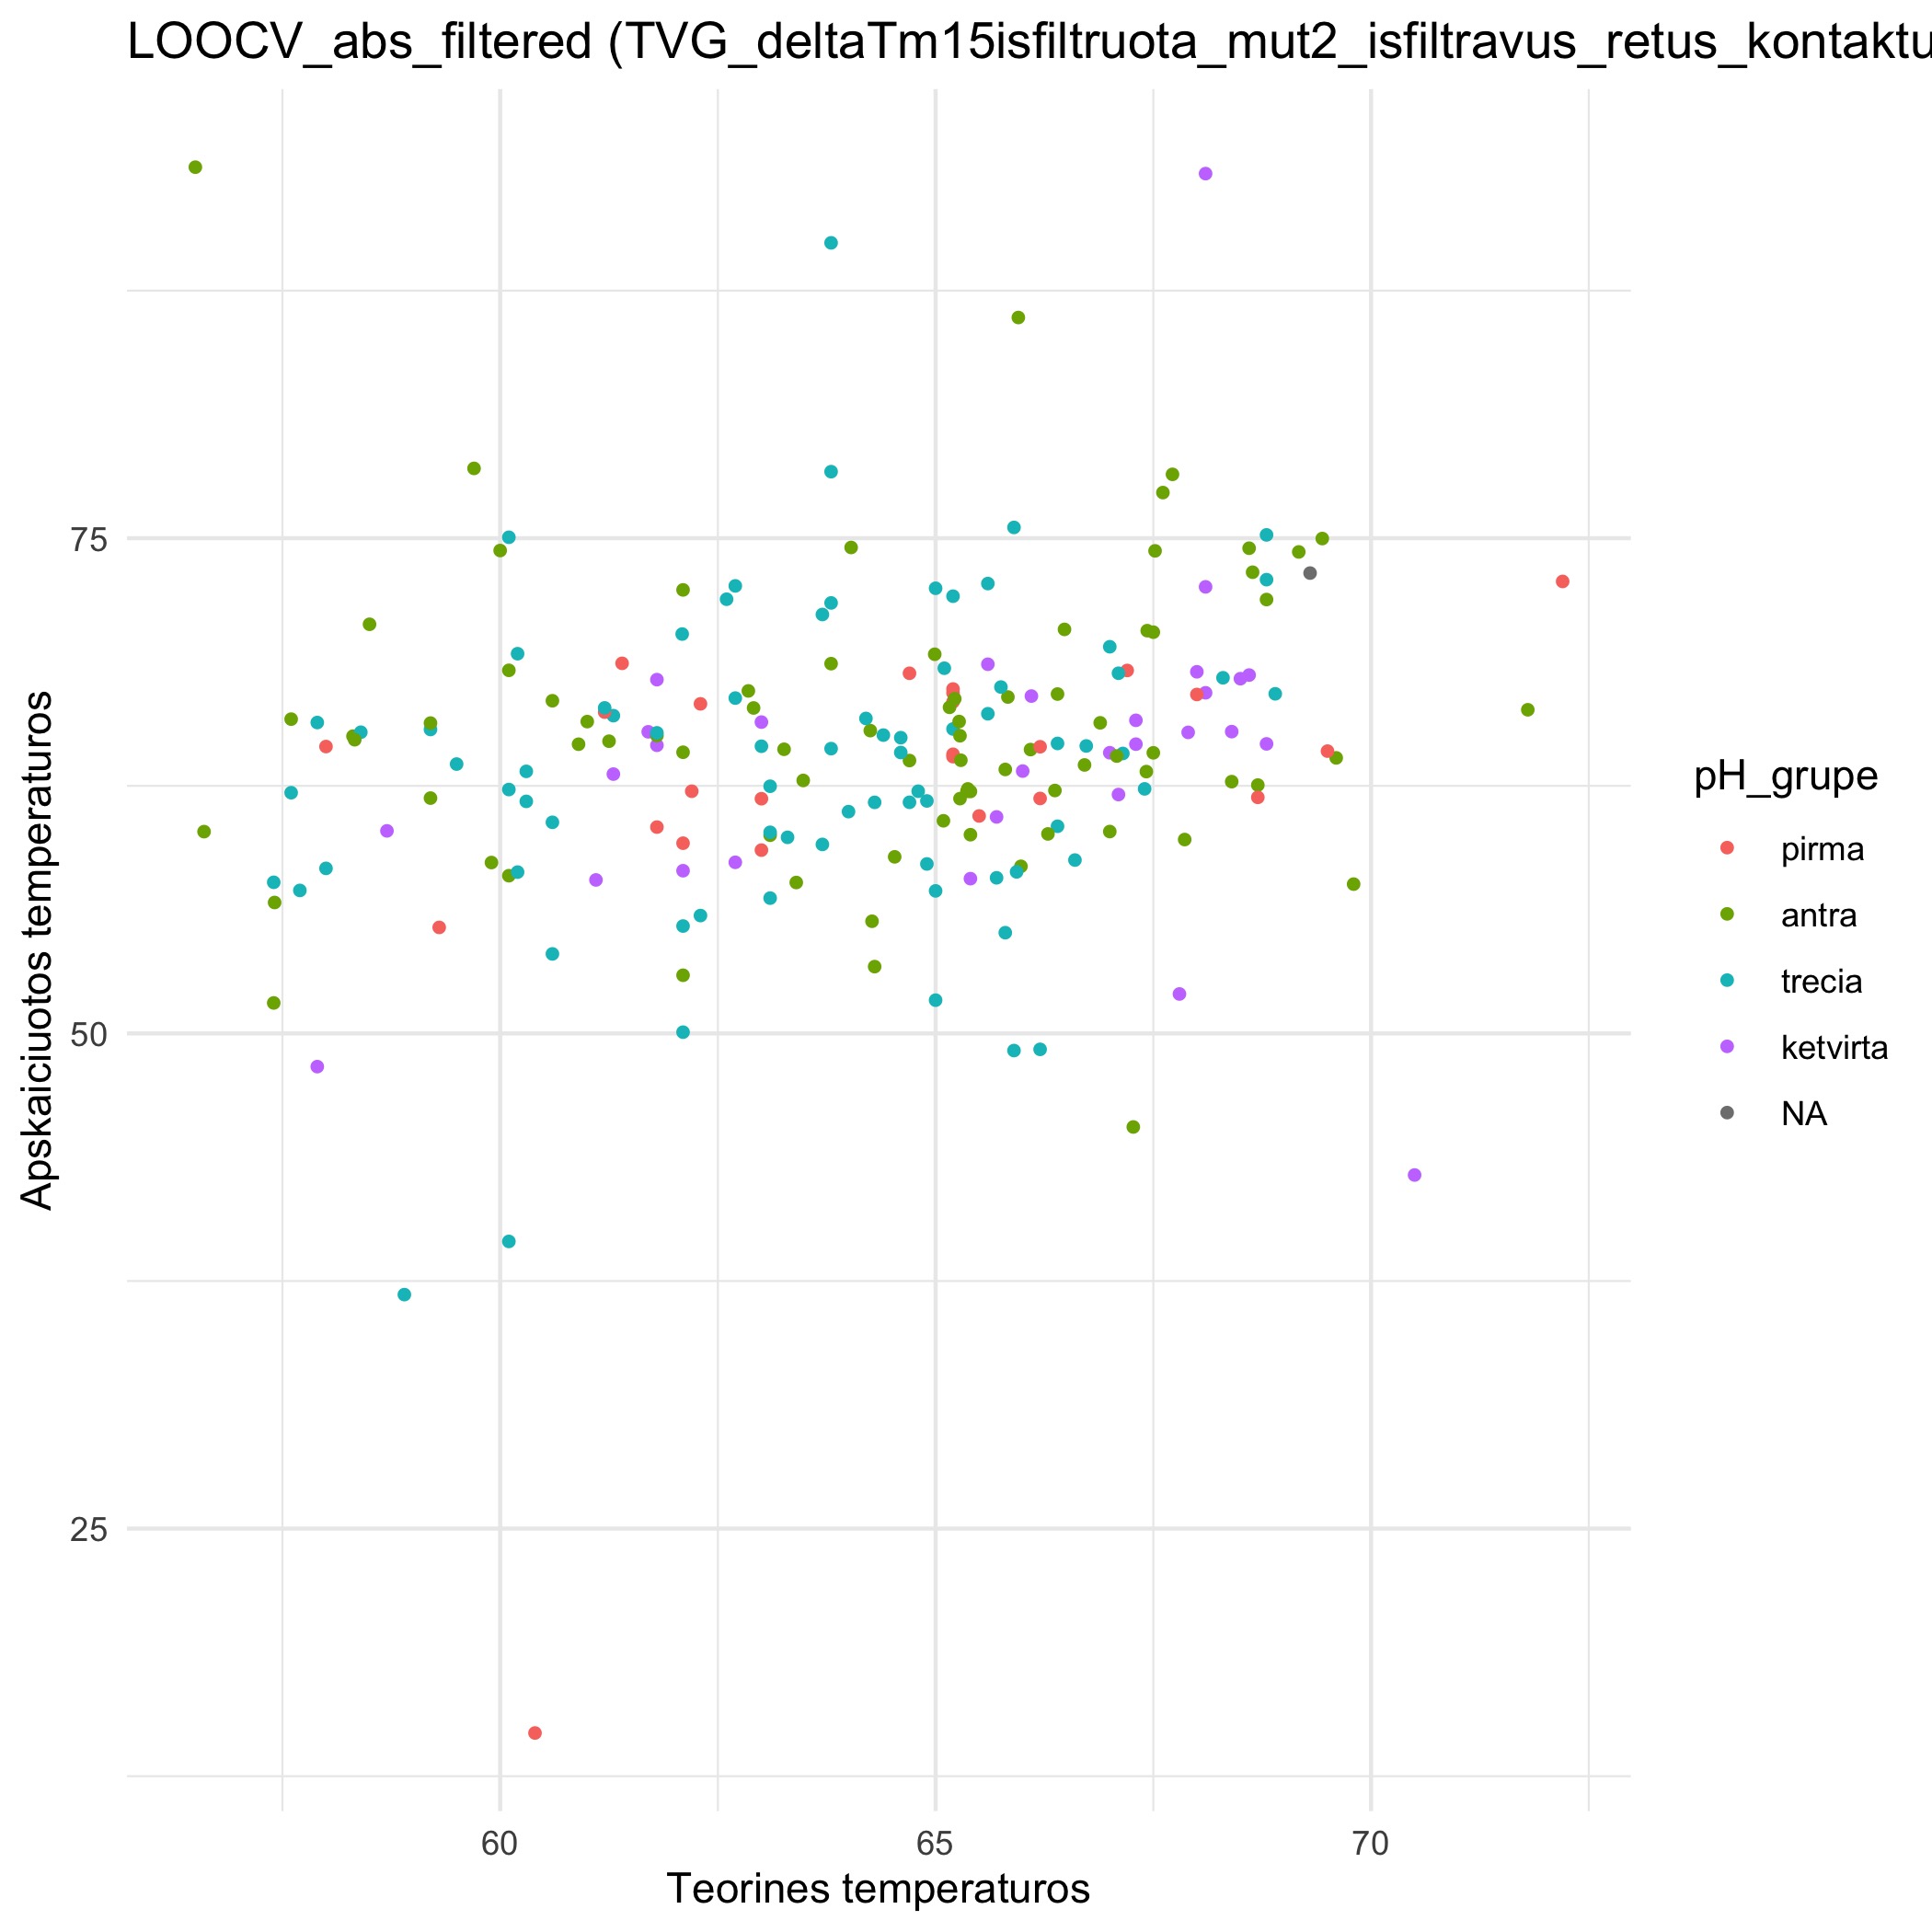 LOOCV_abs_filtered (TVG_deltaTm15isfiltruota_mut2_isfiltravus_retus_kontaktu
75
50
25
Apskaiciuotos temperaturos
60
65
70
Teorines temperaturos
pH_grupe
pirma
antra
trecia
ketvirta
NA